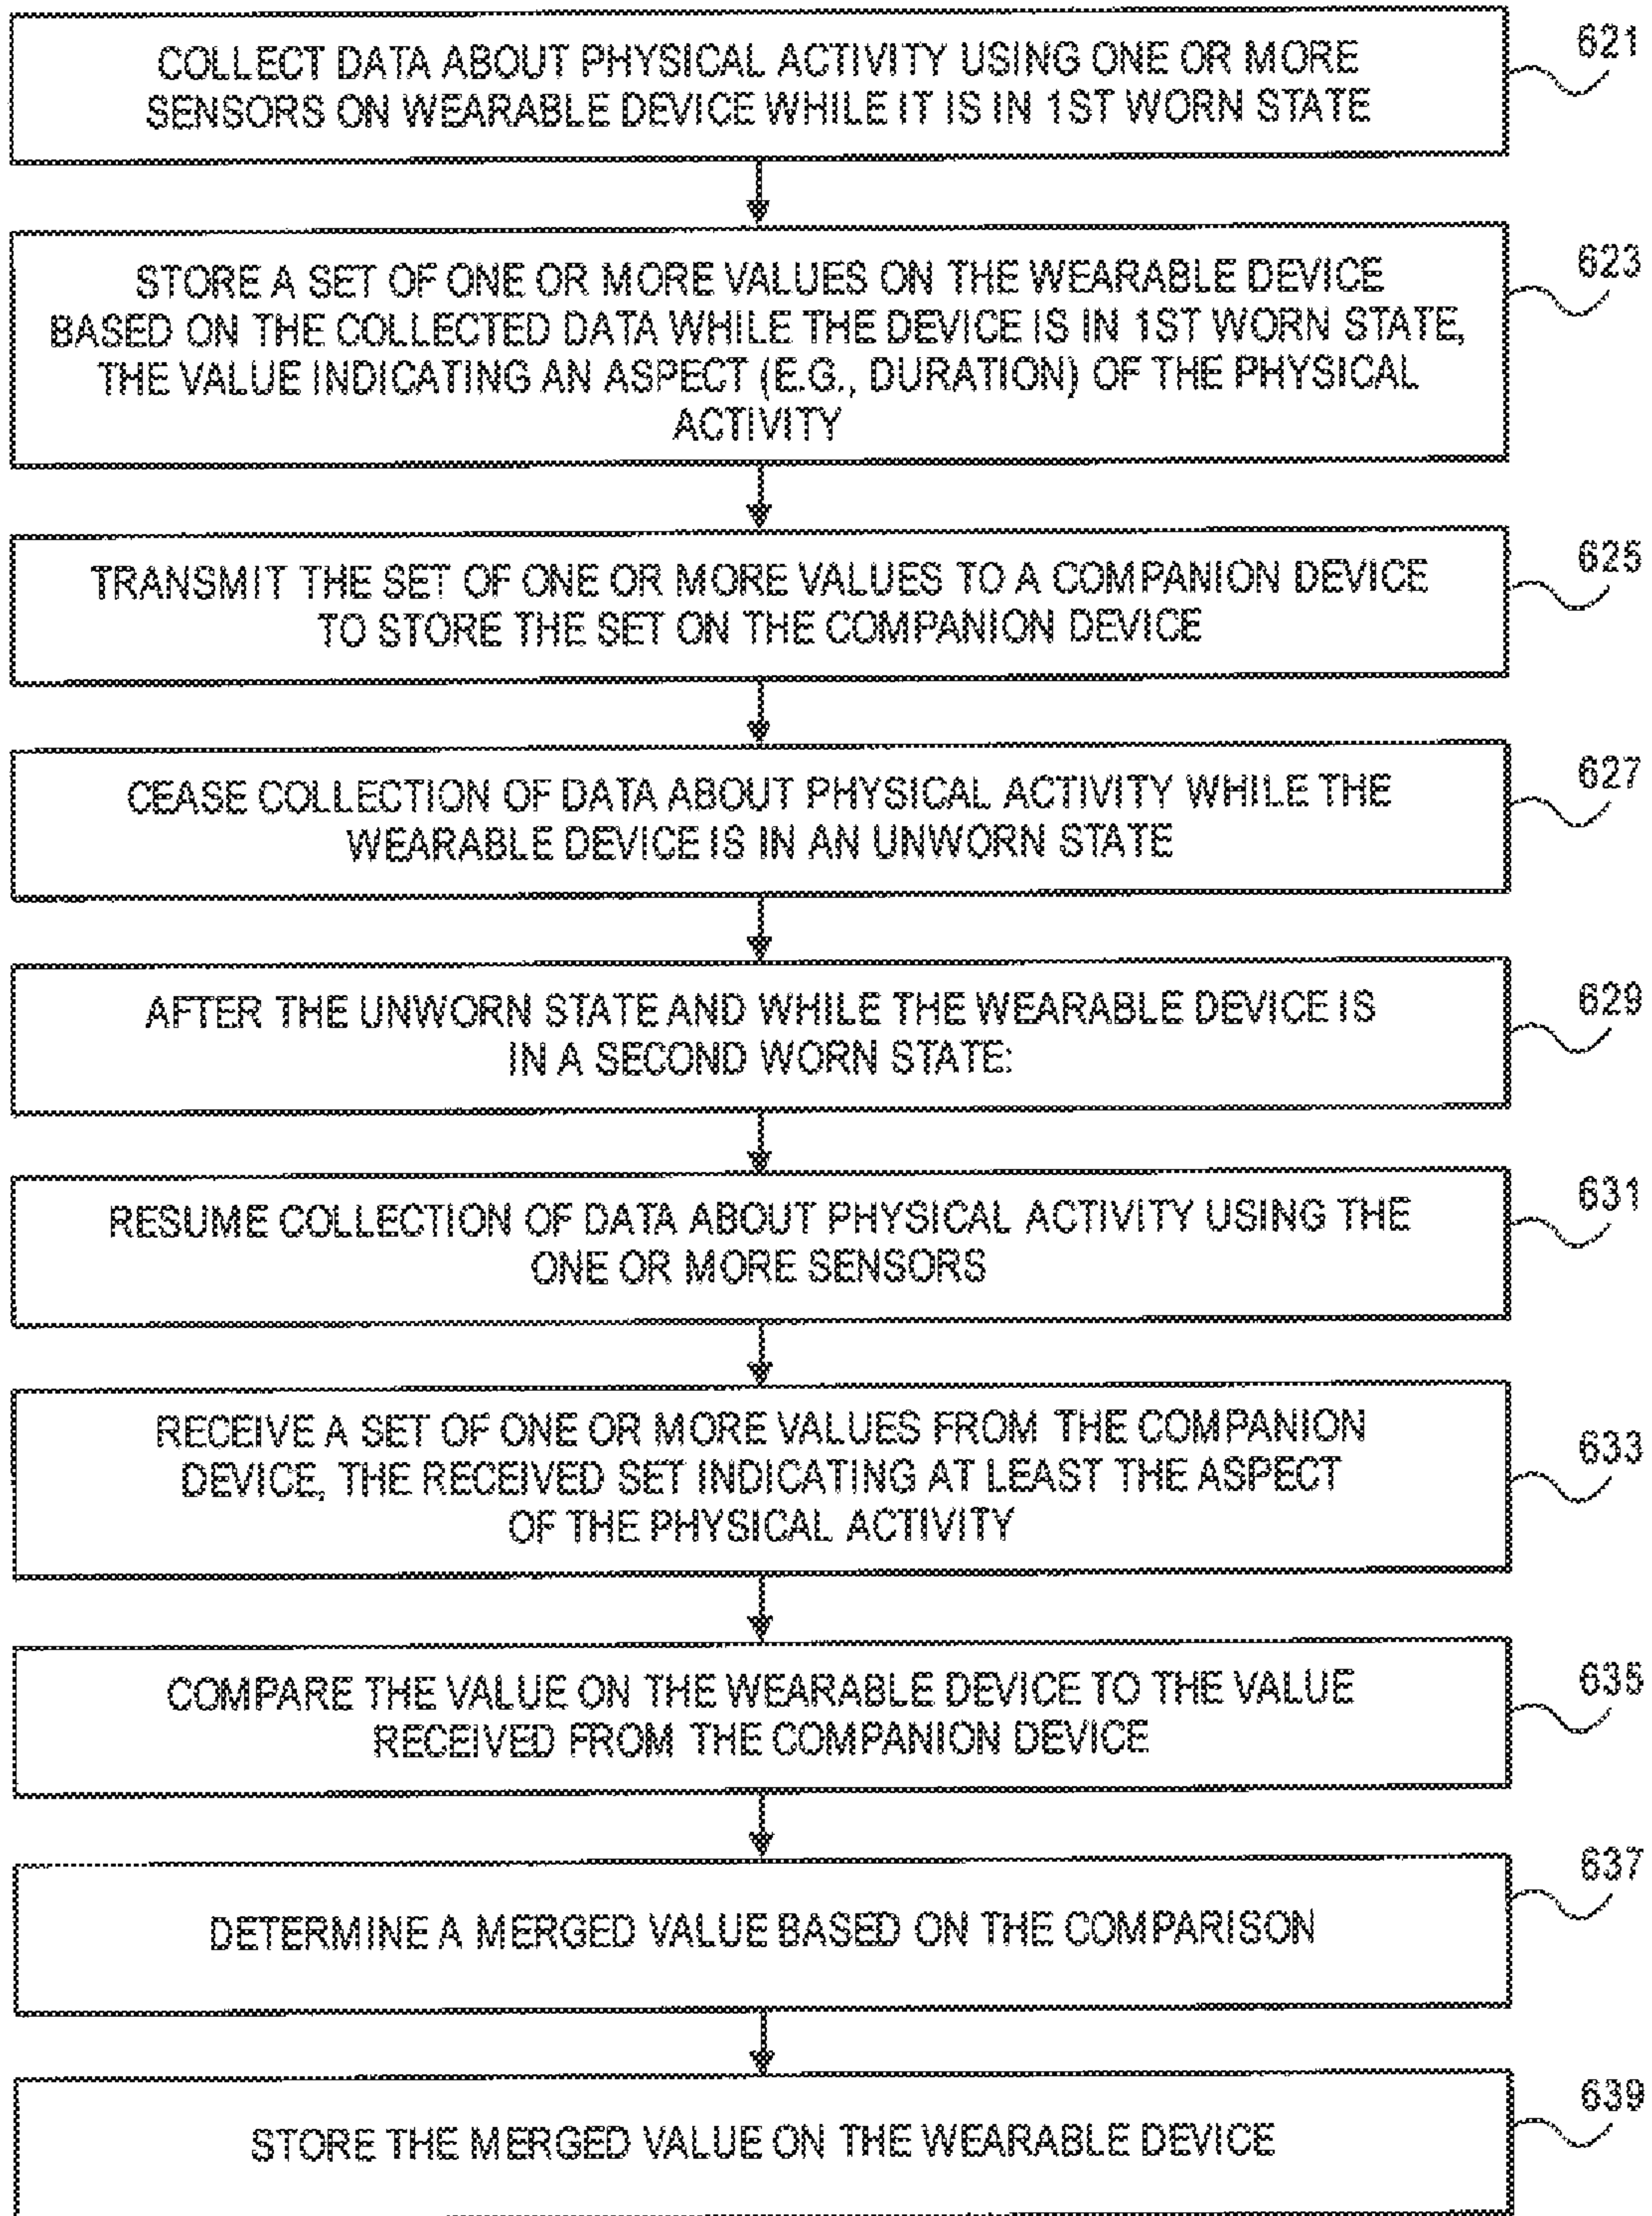 COLLECT DATA ABOUT PHYSICAL ACTIVITY USING ONE OR MORE
SENSORS ON WEARABLE DEVICE WHILE IT IS IN 1ST WORN STATE
621
STORE A SET OF ONE OR MORE VALUES ON THE WEARABLE DEVICE
BASED ON THE COLLECTED DATA WHILE THE DEVICE IS IN 1ST WORN STATE,
THE VALUE INDICATING AN ASPECT (E.G., DURATION) OF THE PHYSICAL
ACTIVITY
623
TRANSMIT THE SET OF ONE OR MORE VALUES TO A COMPANION DEVICE
TO STORE THE SET ON THE COMPANION DEVICE
625
CEASE COLLECTION OF DATA ABOUT PHYSICAL ACTIVITY WHILE THE
WEARABLE DEVICE IS IN AN UNWORN STATE
627
AFTER THE UNWORN STATE AND WHILE THE WEARABLE DEVICE IS
IN A SECOND WORN STATE:
629
RESUME COLLECTION OF DATA ABOUT PHYSICAL ACTIVITY USING THE
ONE OR MORE SENSORS
631
RECEIVE A SET OF ONE OR MORE VALUES FROM THE COMPANION
DEVICE, THE RECEIVED SET INDICATING AT LEAST THE ASPECT
OF THE PHYSICAL ACTIVITY
633
COMPARE THE VALUE ON THE WEARABLE DEVICE TO THE VALUE
RECEIVED FROM THE COMPANION DEVICE
635
DETERMINE A MERGED VALUE BASED ON THE COMPARISON
637
STORE THE MERGED VALUE ON THE WEARABLE DEVICE
639